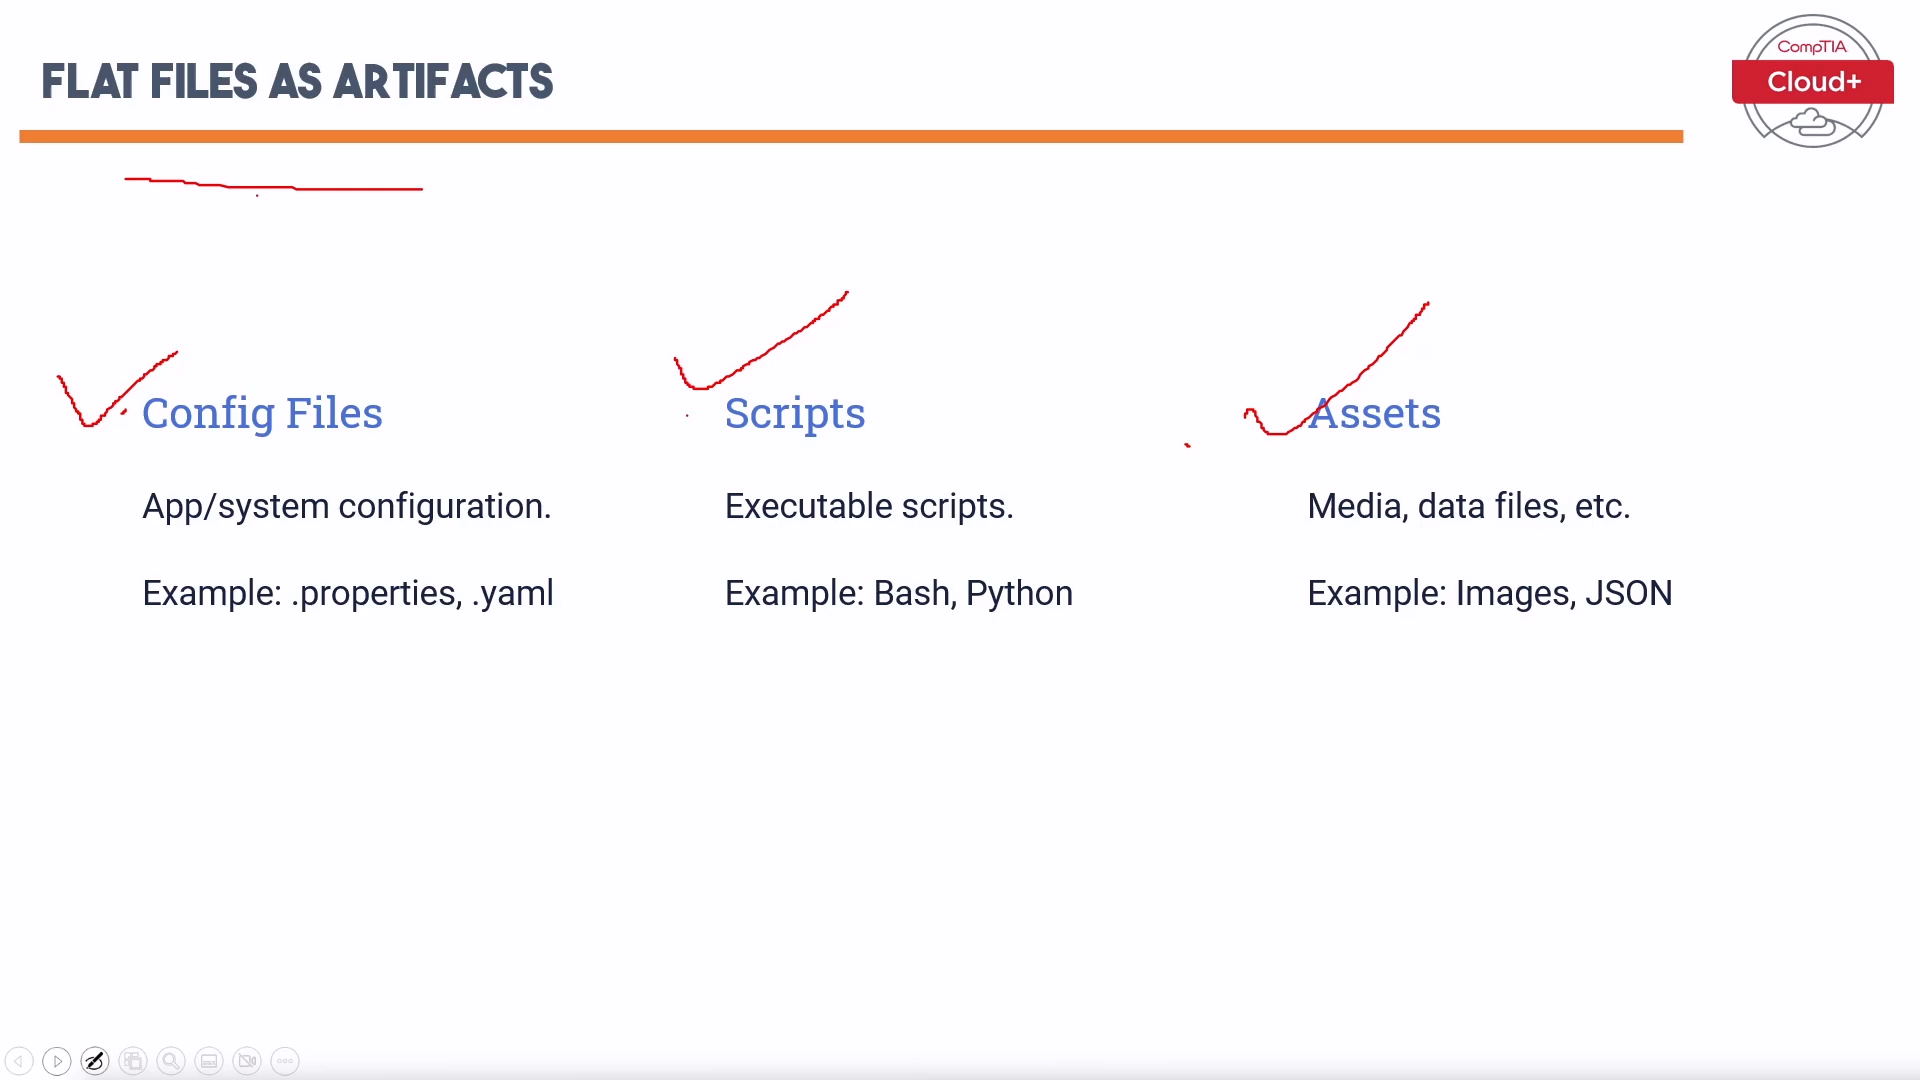 FLAT FILES AS ARTIFACTS
CompTIA
Cloud+
Config Files
App/system configuration.
Example: .properties, .yaml
Scripts
Executable scripts.
Example: Bash, Python
Assets
Media, data files, etc.
Example: Images, JSON